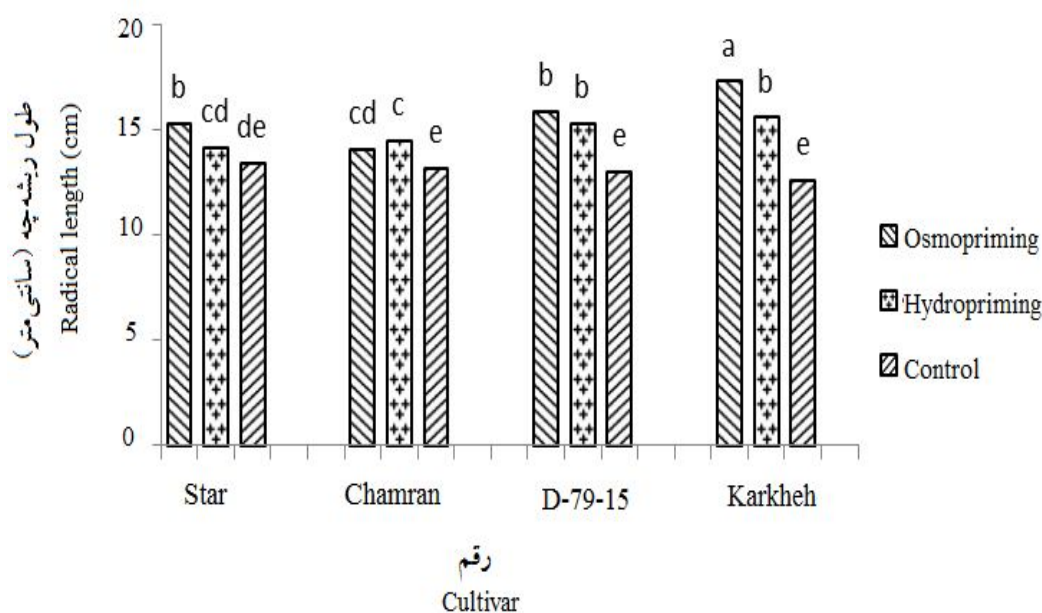 طول ریشه‌چه (سانتی‌متر)
Radical length (cm)
20
15
10
5
0
b cd de
cd c e
b b e
a b e
Star Chamran D-79-15 Karkheh
رقم
Cultivar
Osmopriming
Hydropriming
Control